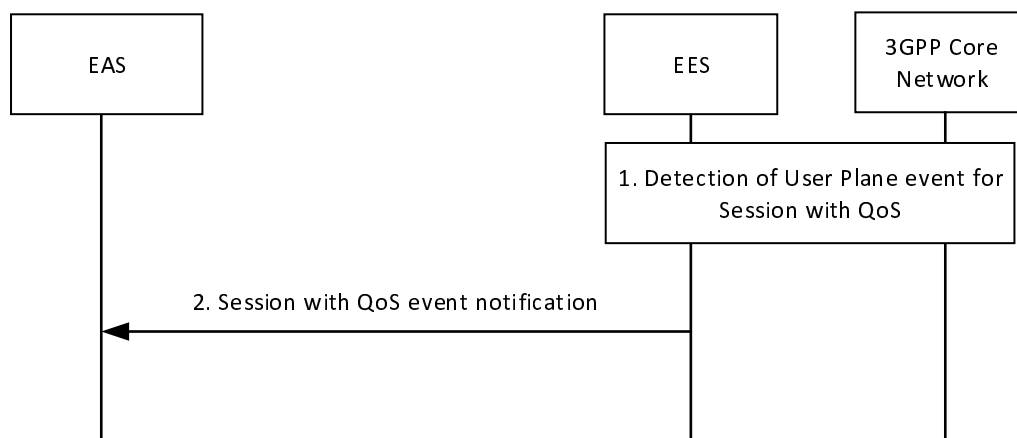 EAS
EES
3GPP Core
Network
1. Detection of User Plane event for
Session with QoS
2. Session with QoS event notification